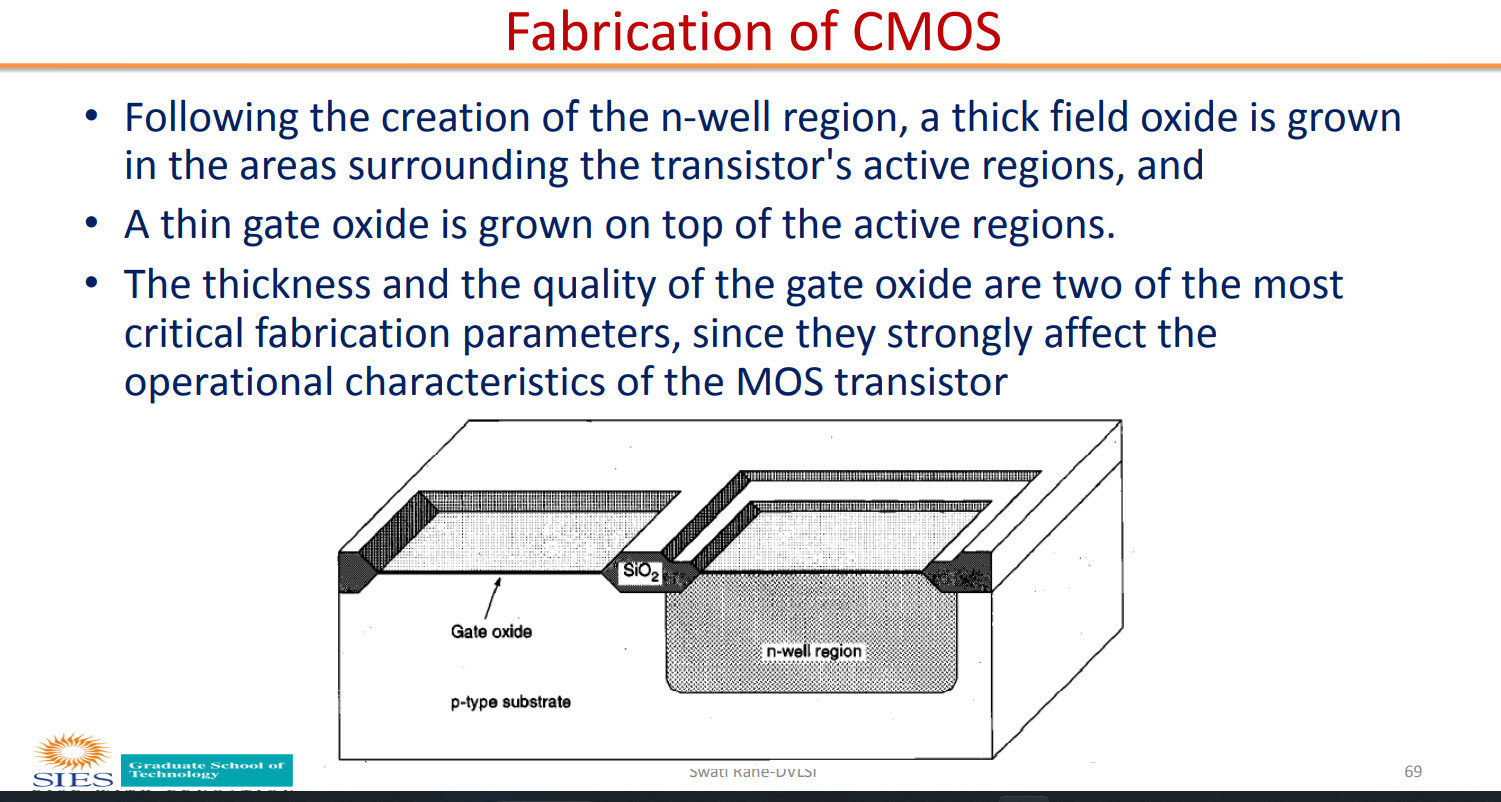 Fabrication of CMOS
• Following the creation of the n-well region, a thick field oxide is grown
in the areas surrounding the transistor's active regions, and
• A thin gate oxide is grown on top of the active regions.
• The thickness and the quality of the gate oxide are two of the most
critical fabrication parameters, since they strongly affect the
operational characteristics of the MOS transistor
SiO₂
Gate oxide
n-well region
p-type substrate
SIES
Graduate School of
Technology
Swati Rane-DVLSI
69